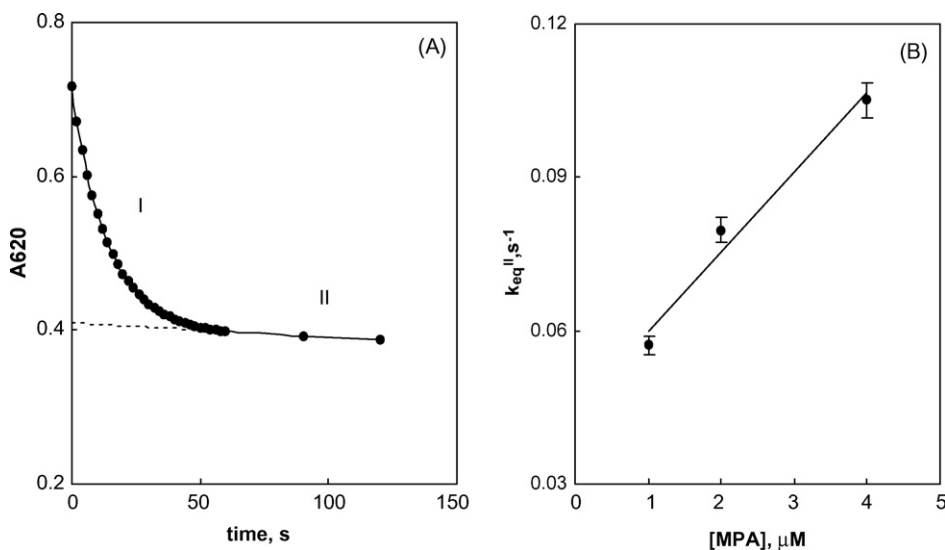 (A)
0.8
0.6
0.4
0.2
A620
I
II
0 50 100 150
time, s
(B)
0.12
0.09
0.06
0.03
k_eq^II,s^-1
0 1 2 3 4 5
[MPA], μM